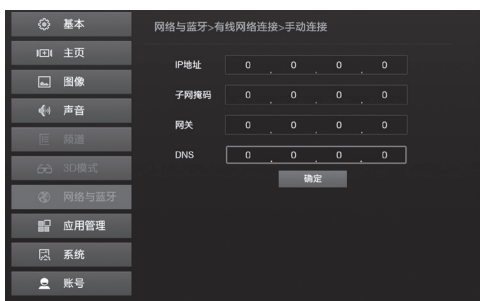 基本
主页
图像
声音
频道
3D模式
网络与蓝牙
应用管理
系统
账号
网络与蓝牙>有线网络连接>手动连接
IP地址 0 . 0 . 0 . 0
子网掩码 0 . 0 . 0 . 0
网关 0 . 0 . 0 . 0
DNS 0 . 0 . 0 . 0
确定